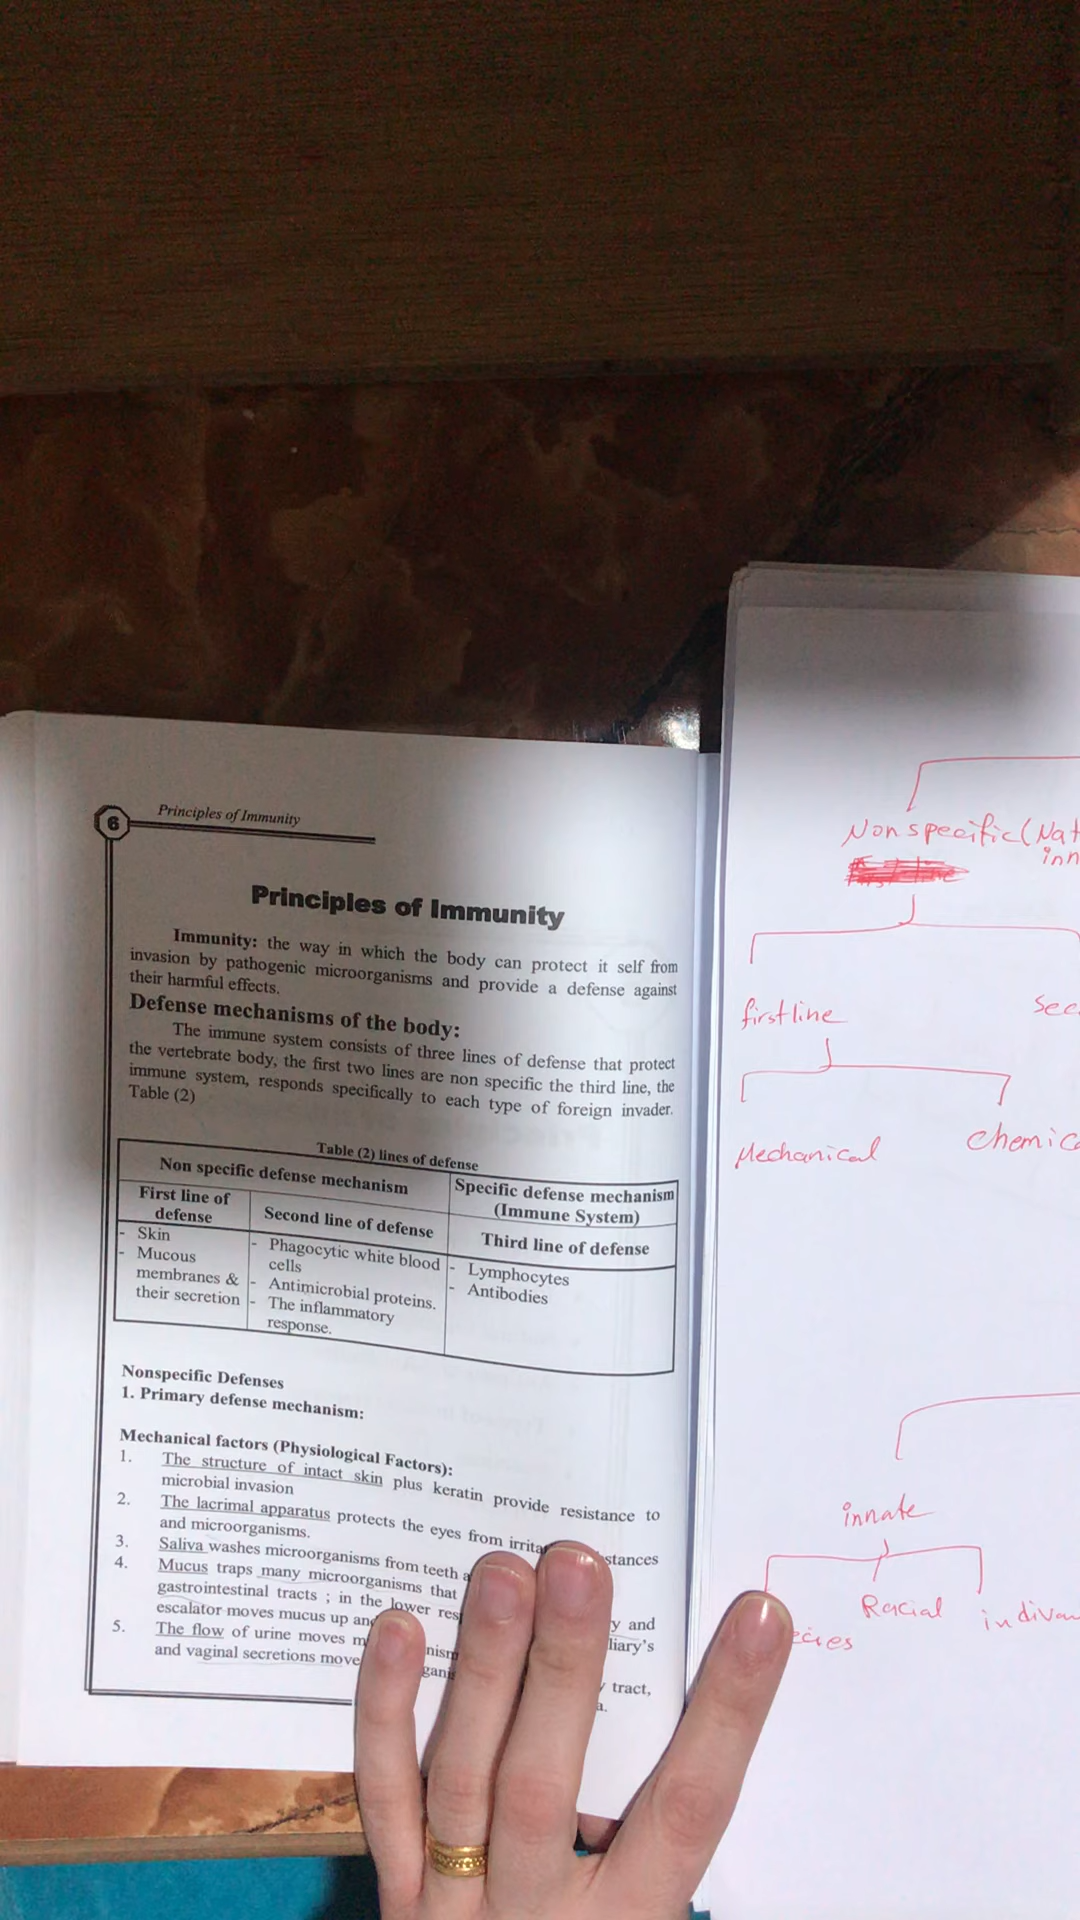 6
Principles of Immunity
Principles of Immunity
Immunity: the way in which the body can protect it self from
invasion by pathogenic microorganisms and provide a defense against
their harmful effects.
Defense mechanisms of the body:
The immune system consists of three lines of defense that protect
the vertebrate body, the first two lines are non specific the third line, the
immune system, responds specifically to each type of foreign invader.
Table (2)
Table (2) lines of defense
Non specific defense mechanism
Specific defense mechanism
(Immune System)
First line of
defense
Second line of defense
Third line of defense
- Skin
- Mucous
membranes &
their secretion
- Phagocytic white blood
cells
- Antimicrobial proteins.
- The inflammatory
response.
- Lymphocytes
- Antibodies
Nonspecific Defenses
1. Primary defense mechanism:
Mechanical factors (Physiological Factors):
1. The structure of intact skin plus keratin provide resistance to
microbial invasion
2. The lacrimal apparatus protects the eyes from stances
and microorganisms.
3. Saliva washes microorganisms from teeth
4. Mucus traps many microorganisms that y and
gastrointestinal tracts ; in the lower res liary's
escalator moves mucus up and
5. The flow of urine moves m nism tract,
and vaginal secretions move gani a.
Nonspecific (Nat
inn
first line
Sec
Mechanical
chemica
innate
ecies
Racial
indivan